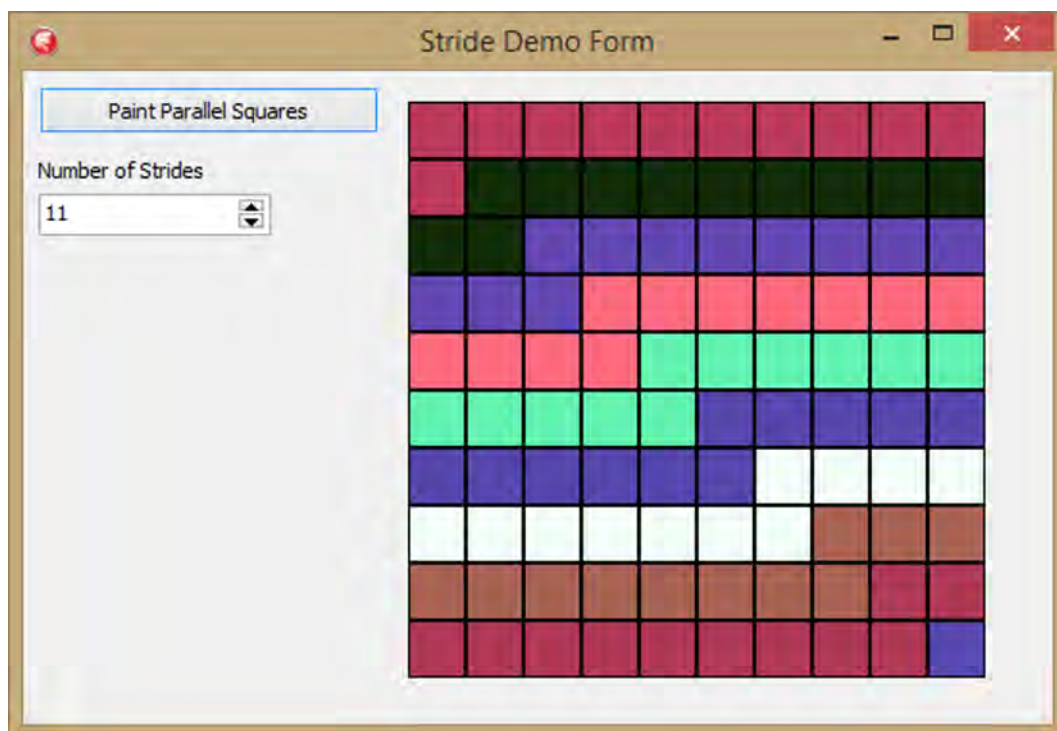 Stride Demo Form
Paint Parallel Squares
Number of Strides
11